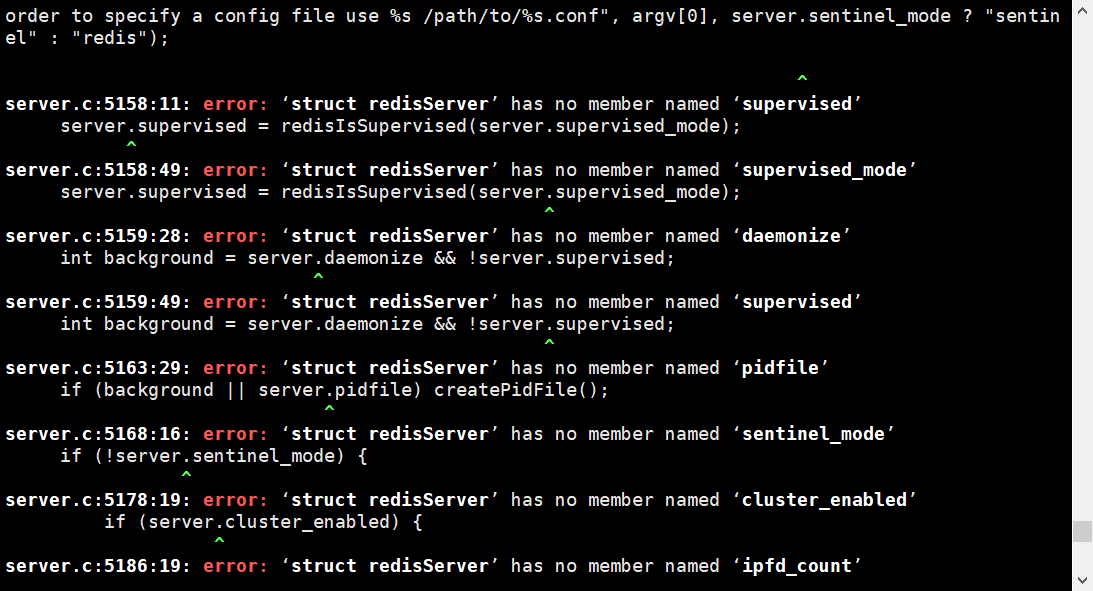 order to specify a config file use %s /path/to/%s.conf", argv[0], server.sentinel_mode ? "sentin
el" : "redis");
^
server.c:5158:11: error: ‘struct redisServer’ has no member named ‘supervised’
server.supervised = redisIsSupervised(server.supervised_mode);
^
server.c:5158:49: error: ‘struct redisServer’ has no member named ‘supervised_mode’
server.supervised = redisIsSupervised(server.supervised_mode);
^
server.c:5159:28: error: ‘struct redisServer’ has no member named ‘daemonize’
int background = server.daemonize && !server.supervised;
^
server.c:5159:49: error: ‘struct redisServer’ has no member named ‘supervised’
int background = server.daemonize && !server.supervised;
^
server.c:5163:29: error: ‘struct redisServer’ has no member named ‘pidfile’
if (background || server.pidfile) createPidFile();
^
server.c:5168:16: error: ‘struct redisServer’ has no member named ‘sentinel_mode’
if (!server.sentinel_mode) {
^
server.c:5178:19: error: ‘struct redisServer’ has no member named ‘cluster_enabled’
if (server.cluster_enabled) {
^
server.c:5186:19: error: ‘struct redisServer’ has no member named ‘ipfd_count’